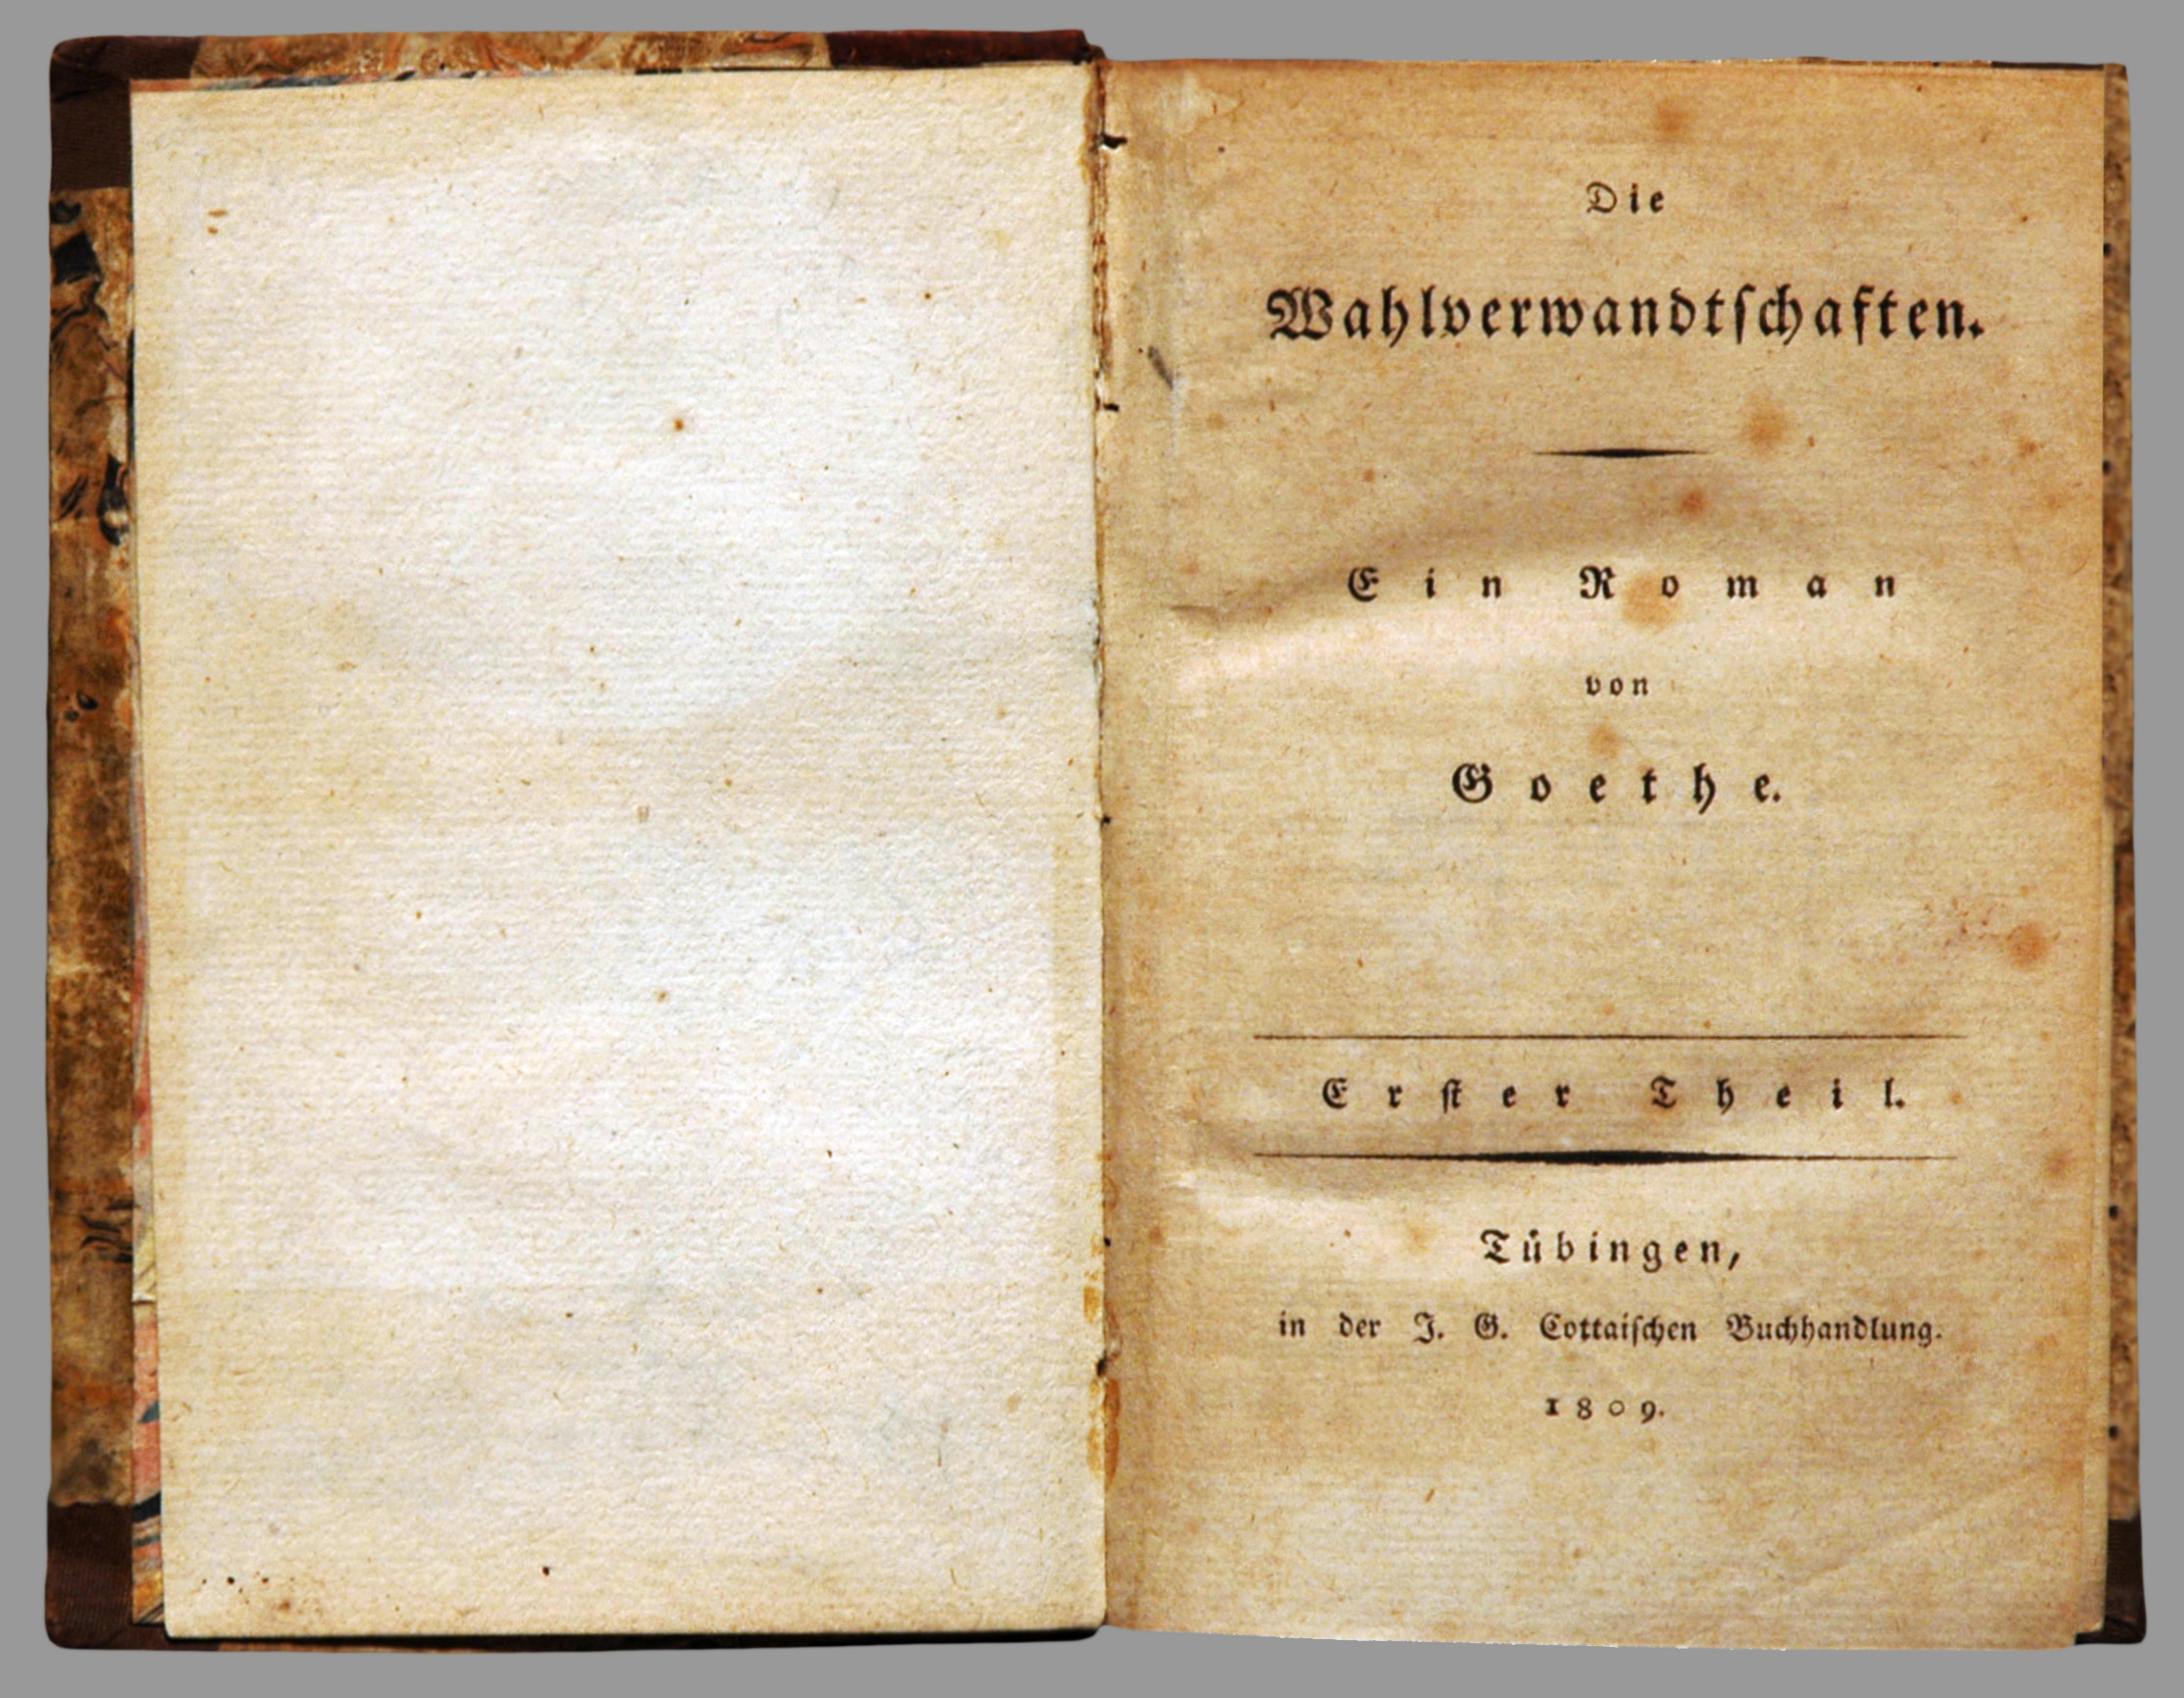 Die
Wahlverwandtſchaften.
Ein Roman
von
Goethe.
Erſter Theil.
Tübingen,
in der J. G. Cottaiſchen Buchhandlung.
1809.